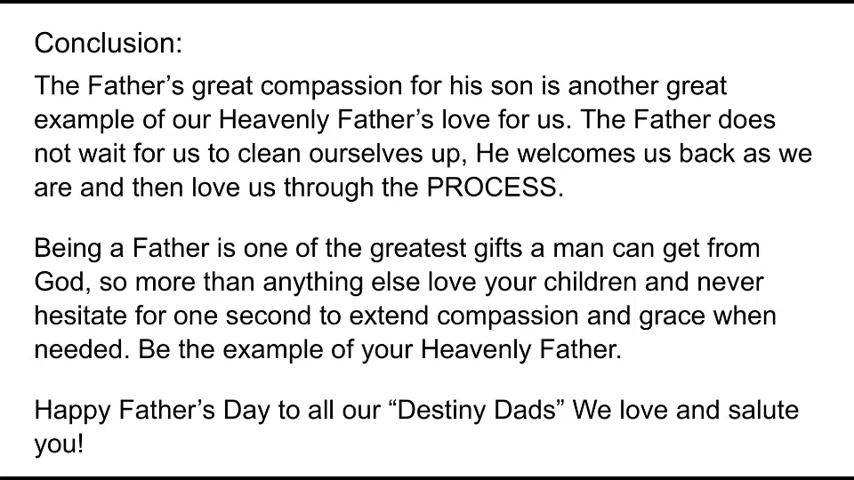 Conclusion:
The Father’s great compassion for his son is another great
example of our Heavenly Father’s love for us. The Father does
not wait for us to clean ourselves up, He welcomes us back as we
are and then love us through the PROCESS.
Being a Father is one of the greatest gifts a man can get from
God, so more than anything else love your children and never
hesitate for one second to extend compassion and grace when
needed. Be the example of your Heavenly Father.
Happy Father’s Day to all our “Destiny Dads” We love and salute
you!